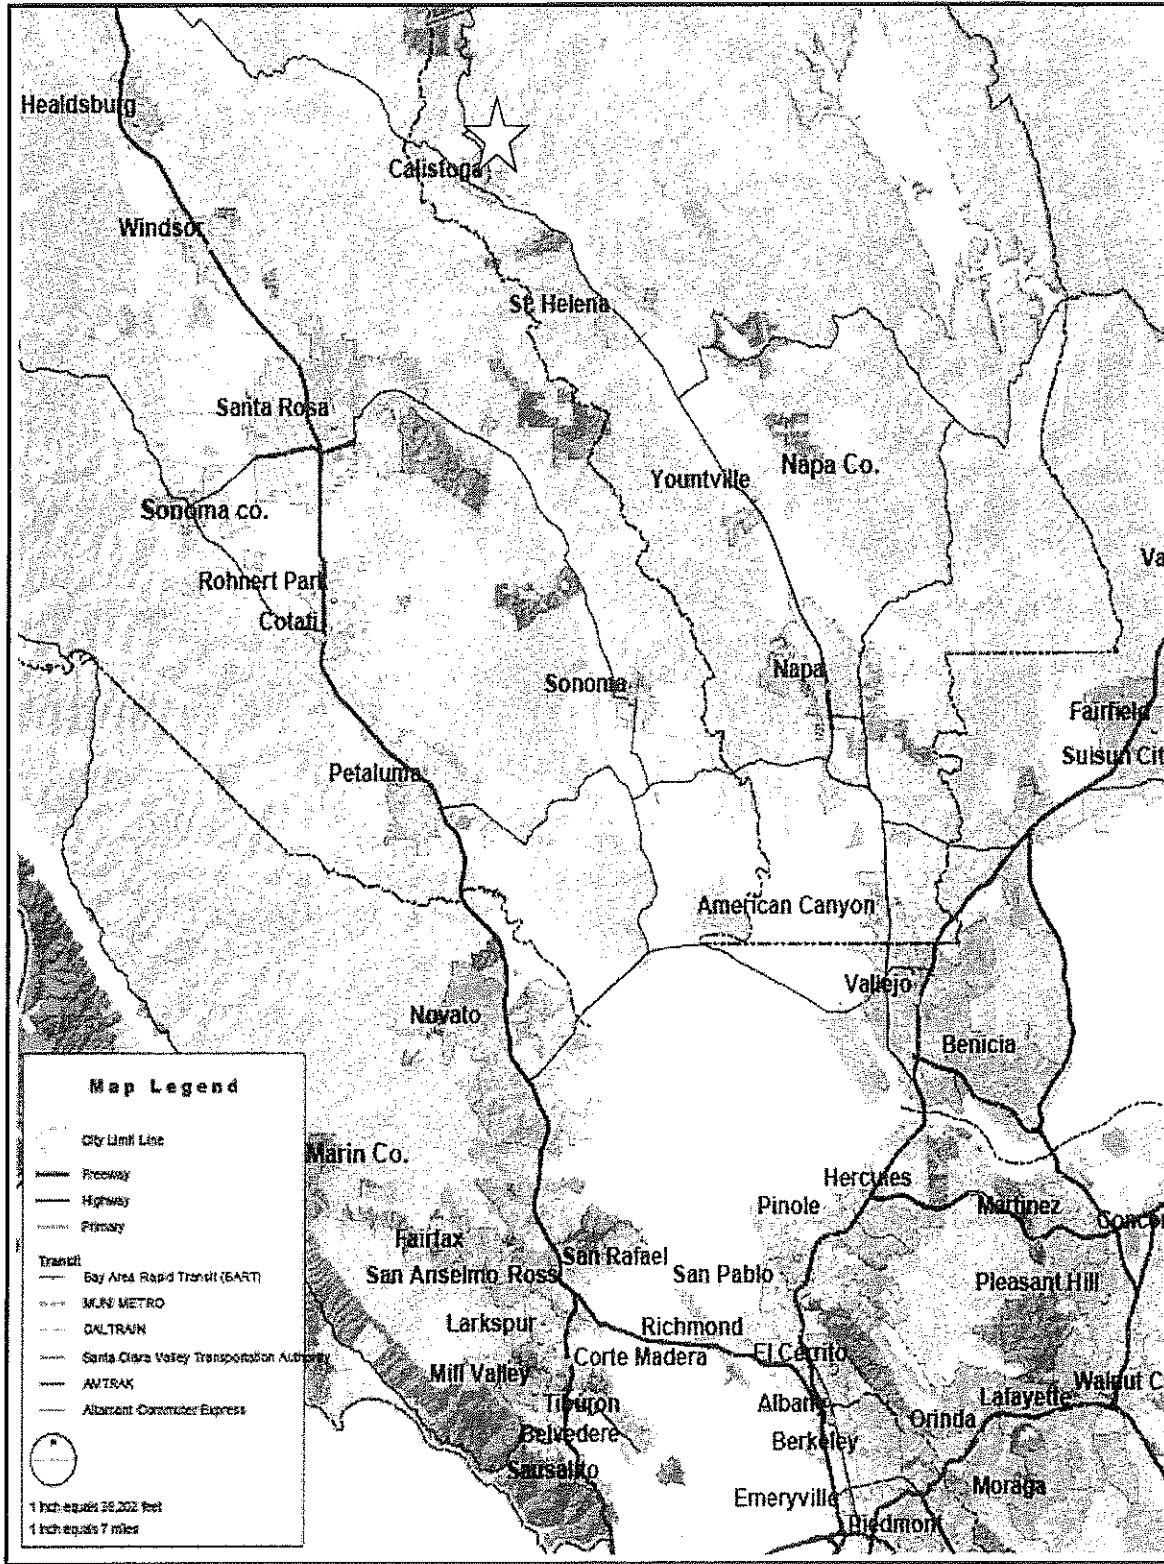 Healdsburg
Calistoga
Windsor
St. Helena
Santa Rosa
Napa Co.
Yountville
Sonoma co.
Va
Rohnert Park
Cotati
Napa
Sonoma
Fairfield
Suisun Cit
Petaluma
American Canyon
Vallejo
Novato
Benicia
Marin Co.
Hercules
Pinole
Martinez
Concor
Fairfax
San Rafael
San Anselmo Ross
San Pablo
Pleasant Hill
Larkspur
Richmond
Corte Madera
El Cerrito
Mill Valley
Walnut C
Tiburon
Albany
Lafayette
Orinda
Belvedere
Berkeley
Sausalito
Moraga
Emeryville
Piedmont
Map Legend
City Limit Line
Freeway
Highway
Primary
Transit
Bay Area Rapid Transit (BART)
MUNI METRO
CALTRAIN
Santa Clara Valley Transportation Authority
AMTRAK
Altamont Commuter Express
1 inch equals 7 miles